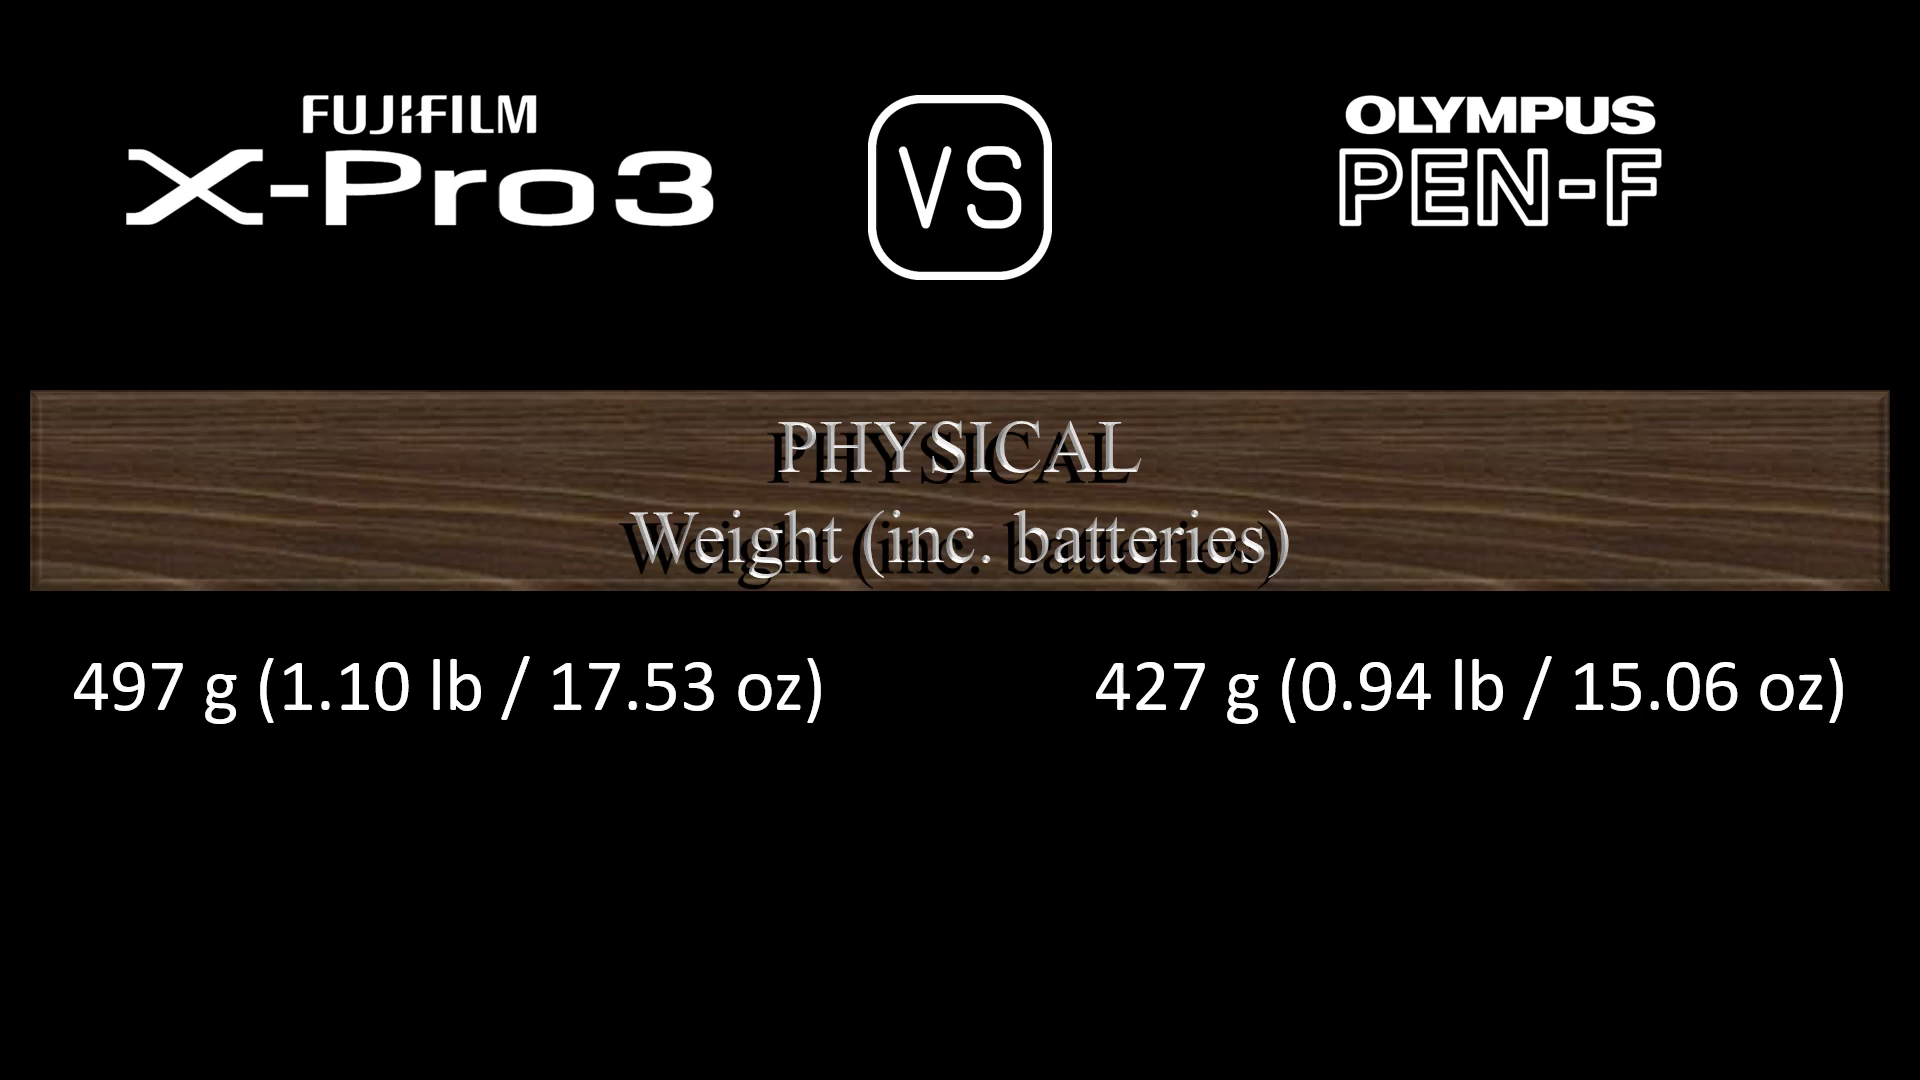 FUJIFILM
X-Pro3
VS
OLYMPUS
PEN-F
PHYSICAL
Weight (inc. batteries)
497 g (1.10 lb / 17.53 oz)
427 g (0.94 lb / 15.06 oz)